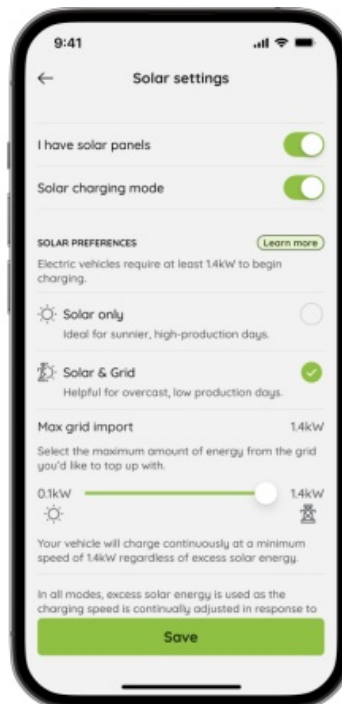 9:41
Solar settings
I have solar panels
Solar charging mode
SOLAR PREFERENCES Learn more
Electric vehicles require at least 1.4kW to begin
charging.
Solar only
Ideal for sunnier, high-production days.
Solar & Grid
Helpful for overcast, low production days.
Max grid import 1.4kW
Select the maximum amount of energy from the grid
you'd like to top up with.
0.1kW 1.4kW
Your vehicle will charge continuously at a minimum
speed of 1.4kW regardless of excess solar energy.
In all modes, excess solar energy is used as the
charging speed is continually adjusted in response to
Save